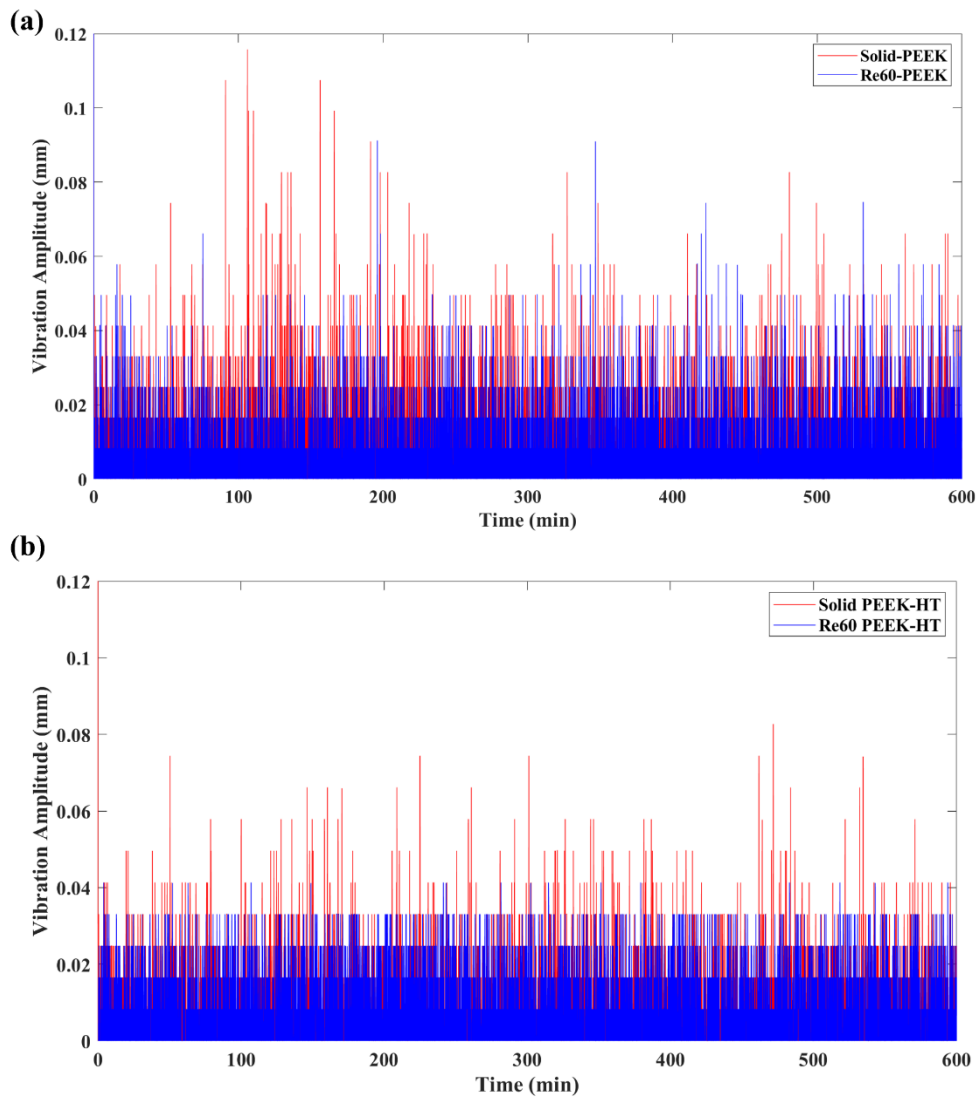 (a)
0.12
0.1
0.08
0.06
0.04
0.02
0
Vibration Amplitude (mm)
Solid-PEEK
Re60-PEEK
0 100 200 300 400 500 600
Time (min)
(b)
0.12
0.1
0.08
0.06
0.04
0.02
0
Vibration Amplitude (mm)
Solid PEEK-HT
Re60 PEEK-HT
0 100 200 300 400 500 600
Time (min)